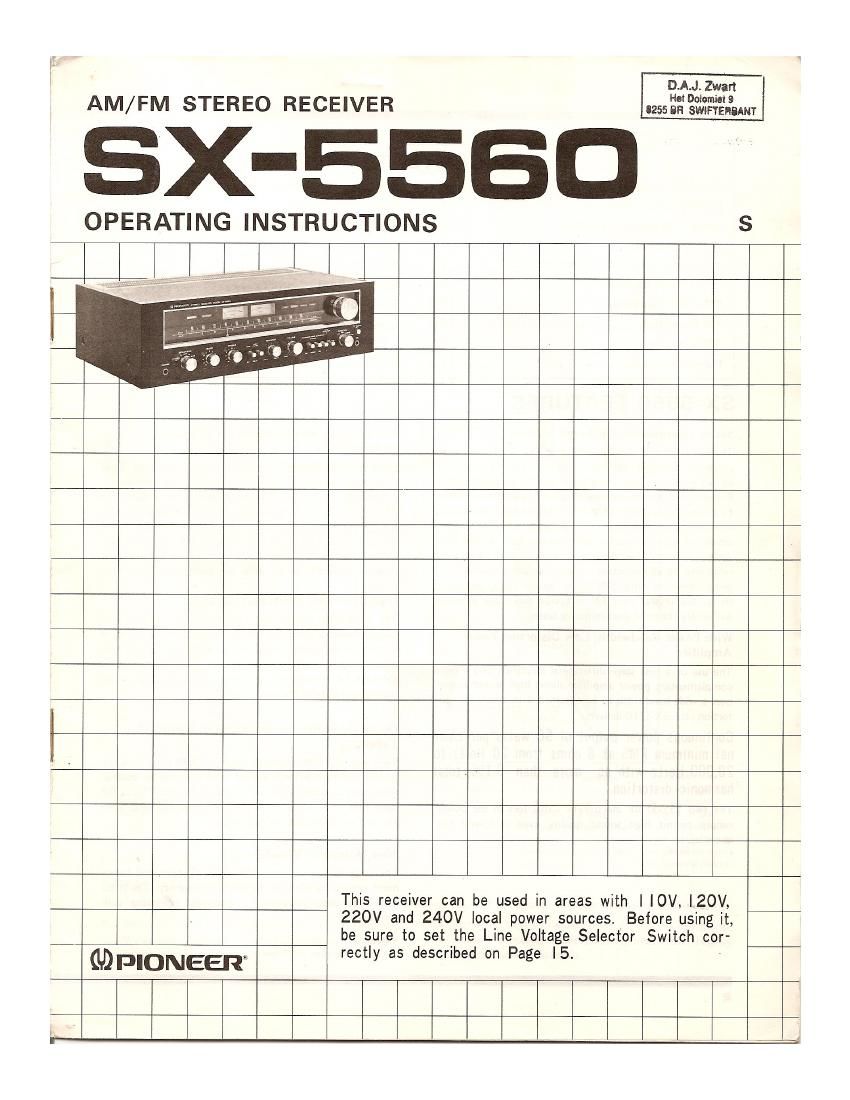 D.A.J. Zwart
Het Dolomiet 9
8255 BR SWIFTERBANT
AM/FM STEREO RECEIVER
SX-5560
OPERATING INSTRUCTIONS
S
This receiver can be used in areas with 110V, 120V,
220V and 240V local power sources. Before using it,
be sure to set the Line Voltage Selector Switch cor-
rectly as described on Page 15.
PIONEER